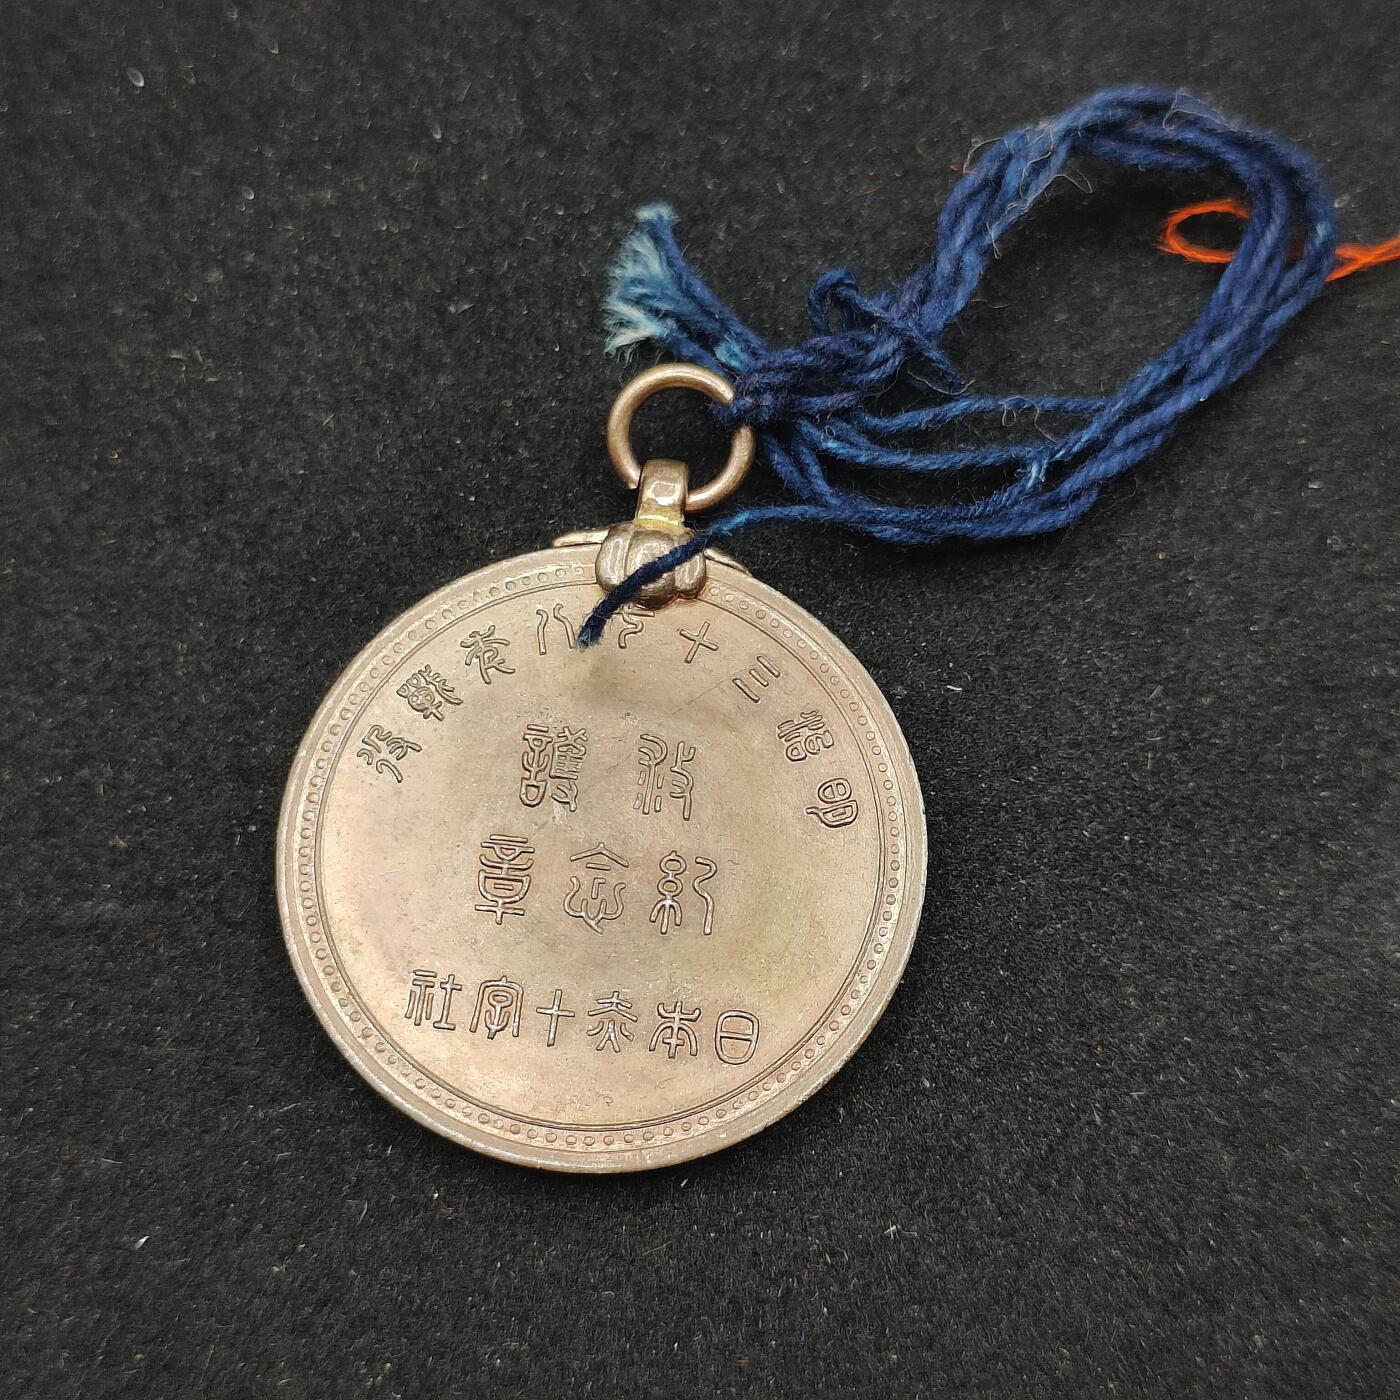 明治三十七八年戰役
救護
紀念章
日本赤十字社